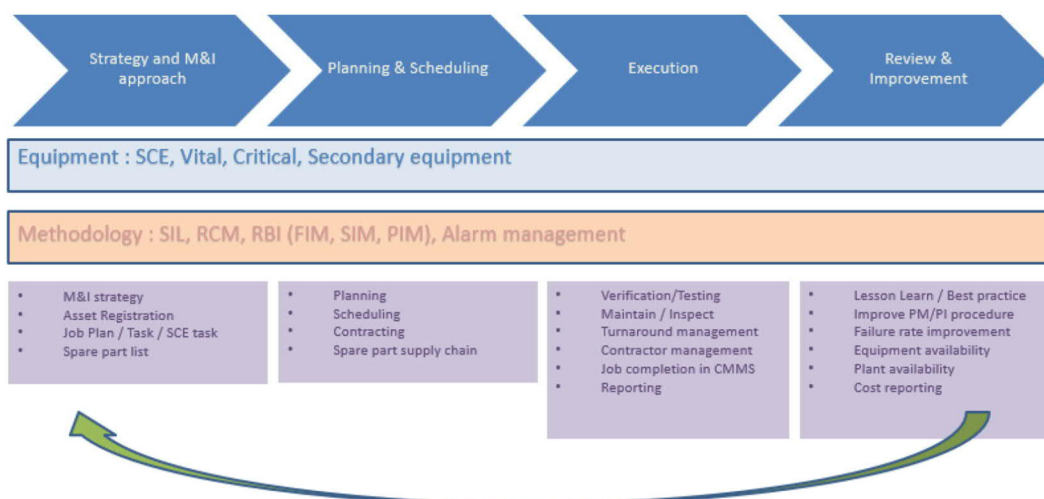 Strategy and M&I
approach
Planning & Scheduling
Execution
Review &
Improvement
Equipment : SCE, Vital, Critical, Secondary equipment
Methodology : SIL, RCM, RBI (FIM, SIM, PIM), Alarm management
• M&I strategy
• Asset Registration
• Job Plan / Task / SCE task
• Spare part list
• Planning
• Scheduling
• Contracting
• Spare part supply chain
• Verification/Testing
• Maintain / Inspect
• Turnaround management
• Contractor management
• Job completion in CMMS
• Reporting
• Lesson Learn / Best practice
• Improve PM/PI procedure
• Failure rate improvement
• Equipment availability
• Plant availability
• Cost reporting